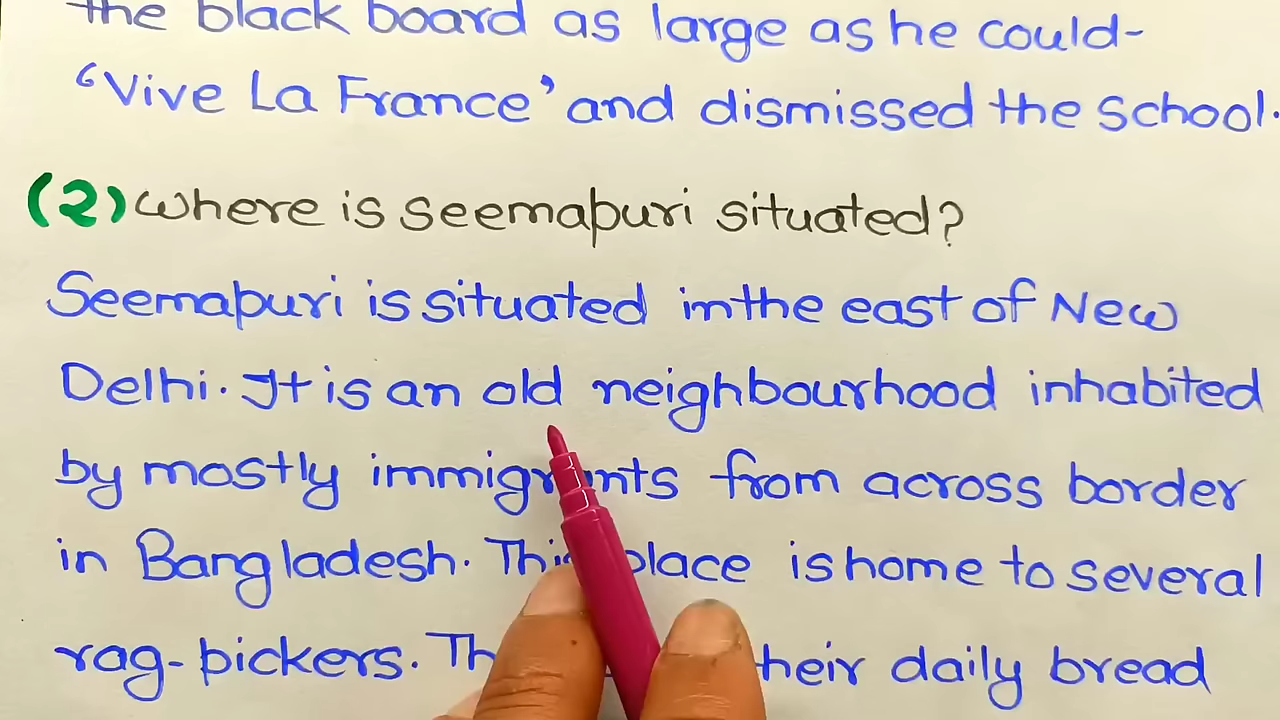 the black board as large as he could-
'Vive La France' and dismissed the school.
(2) Where is Seemapuri situated?
Seemapuri is situated in the east of New
Delhi. It is an old neighbourhood inhabited
by mostly immigrants from across border
in Bangladesh. This place is home to several
rag-pickers. their daily bread